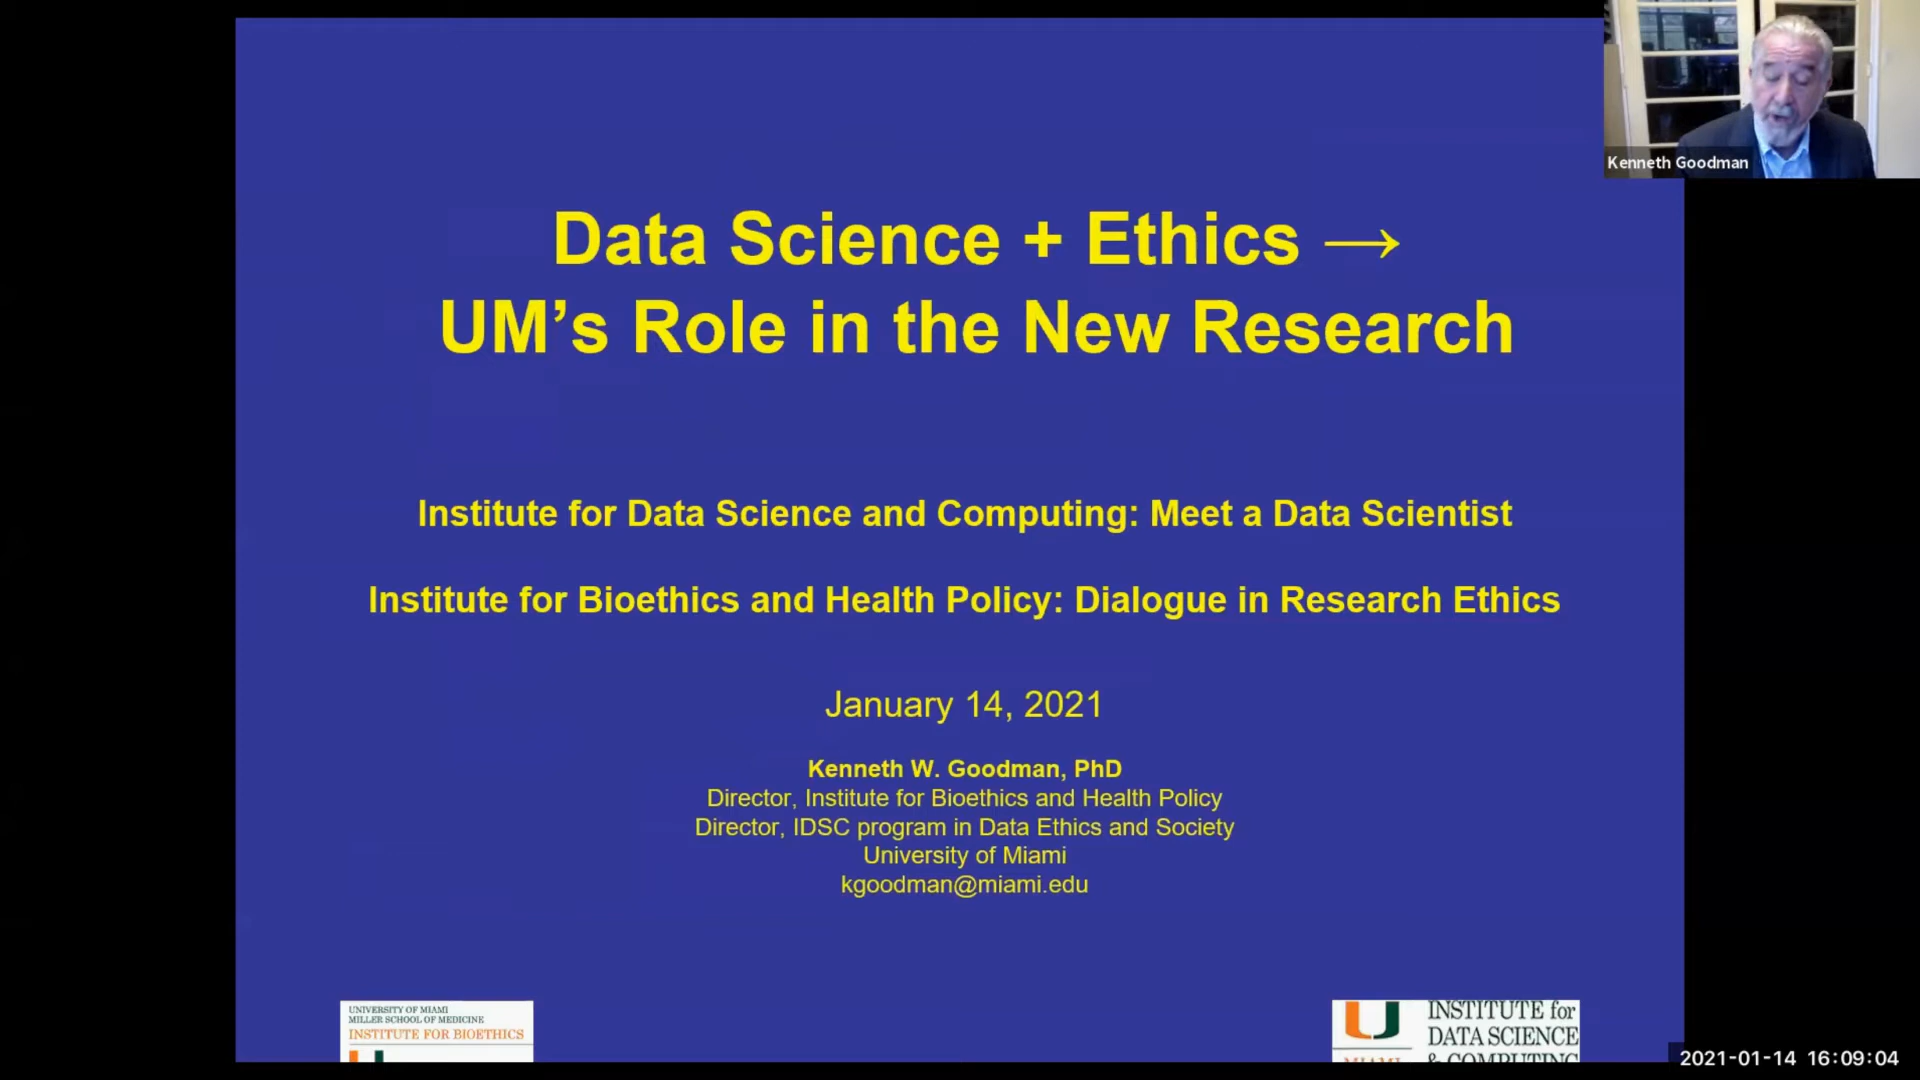 Kenneth Goodman
Data Science + Ethics →
UM’s Role in the New Research
Institute for Data Science and Computing: Meet a Data Scientist
Institute for Bioethics and Health Policy: Dialogue in Research Ethics
January 14, 2021
Kenneth W. Goodman, PhD
Director, Institute for Bioethics and Health Policy
Director, IDSC program in Data Ethics and Society
University of Miami
kgoodman@miami.edu
UNIVERSITY OF MIAMI
MILLER SCHOOL OF MEDICINE
INSTITUTE FOR BIOETHICS
INSTITUTE for
DATA SCIENCE
& COMPUTING
MIAMI
2021-01-14 16:09:04